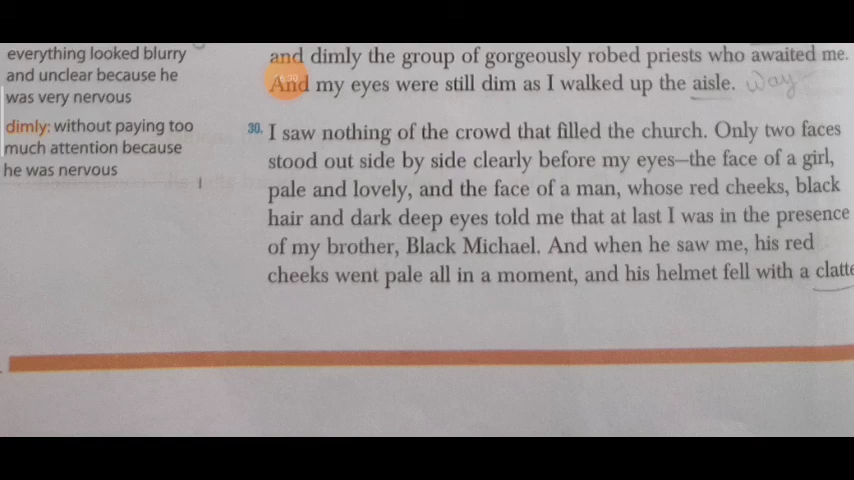 everything looked blurry
and unclear because he
was very nervous
dimly: without paying too
much attention because
he was nervous
and dimly the group of gorgeously robed priests who awaited me.
And my eyes were still dim as I walked up the aisle. way
30. I saw nothing of the crowd that filled the church. Only two faces
stood out side by side clearly before my eyes—the face of a girl,
pale and lovely, and the face of a man, whose red cheeks, black
hair and dark deep eyes told me that at last I was in the presence
of my brother, Black Michael. And when he saw me, his red
cheeks went pale all in a moment, and his helmet fell with a clatte